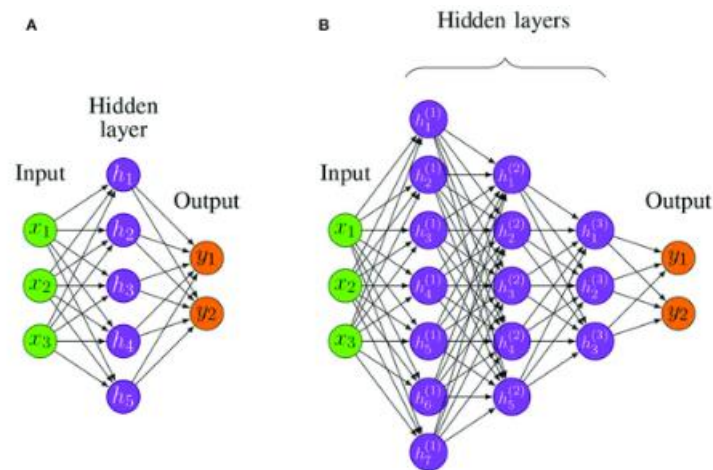 A
Hidden
layer
Input
Output
x₁
x₂
x₃
h₁
h₂
h₃
h₄
h₅
y₁
y₂
B
Hidden layers
Input
Output
x₁
x₂
x₃
h₁⁽¹⁾
h₂⁽¹⁾
h₃⁽¹⁾
h₄⁽¹⁾
h₅⁽¹⁾
h₆⁽¹⁾
h₇⁽¹⁾
h₁⁽²⁾
h₂⁽²⁾
h₃⁽²⁾
h₄⁽²⁾
h₅⁽²⁾
h₁⁽³⁾
h₂⁽³⁾
h₃⁽³⁾
y₁
y₂